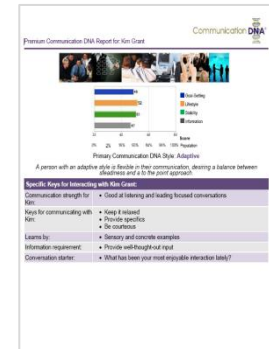 Communication DNA
Premium Communication DNA Report for Kim Grant
Goal Setting
Lifestyle
Stability
Information
Score
Population
Primary Communication DNA Style: Adaptive
A person with an adaptive style is flexible in their communication, desiring a balance between
steadiness and a to the point approach.
Specific Keys for Interacting with Kim Grant:
Communication strength for Kim:
• Good at listening and leading focused conversations
Keys for communicating with Kim:
• Keep it relaxed
• Provide specifics
• Be courteous
Learns by:
• Sensory and concrete examples
Information requirement:
• Provide well-thought-out input
Conversation starter:
• What has been your most enjoyable interaction lately?